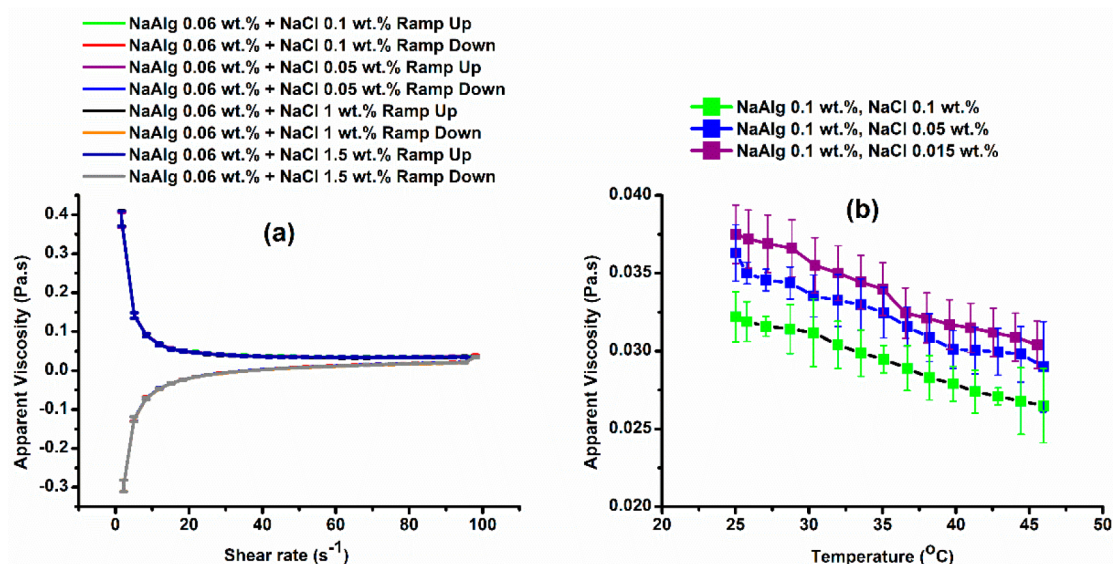 NaAlg 0.06 wt.% + NaCl 0.1 wt.% Ramp Up
NaAlg 0.06 wt.% + NaCl 0.1 wt.% Ramp Down
NaAlg 0.06 wt.% + NaCl 0.05 wt.% Ramp Up
NaAlg 0.06 wt.% + NaCl 0.05 wt.% Ramp Down
NaAlg 0.06 wt.% + NaCl 1 wt.% Ramp Up
NaAlg 0.06 wt.% + NaCl 1 wt.% Ramp Down
NaAlg 0.06 wt.% + NaCl 1.5 wt.% Ramp Up
NaAlg 0.06 wt.% + NaCl 1.5 wt.% Ramp Down
(a)
Apparent Viscosity (Pa.s)
0.4
0.3
0.2
0.1
0.0
-0.1
-0.2
-0.3
0 20 40 60 80 100
Shear rate (s⁻¹)
NaAlg 0.1 wt.%, NaCl 0.1 wt.%
NaAlg 0.1 wt.%, NaCl 0.05 wt.%
NaAlg 0.1 wt.%, NaCl 0.015 wt.%
(b)
Apparent Viscosity (Pa.s)
0.040
0.035
0.030
0.025
0.020
20 25 30 35 40 45 50
Temperature (ᴼC)